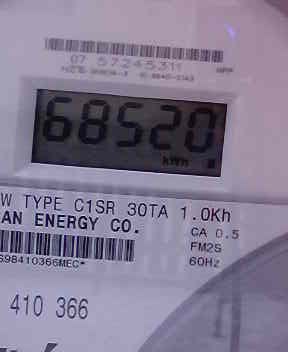 07 57245311
68520
kWh
W TYPE C1SR 30TA 1.0Kh
AN ENERGY CO.
CA 0.5
FM2S
60Hz
S98410366MEC*
410 366